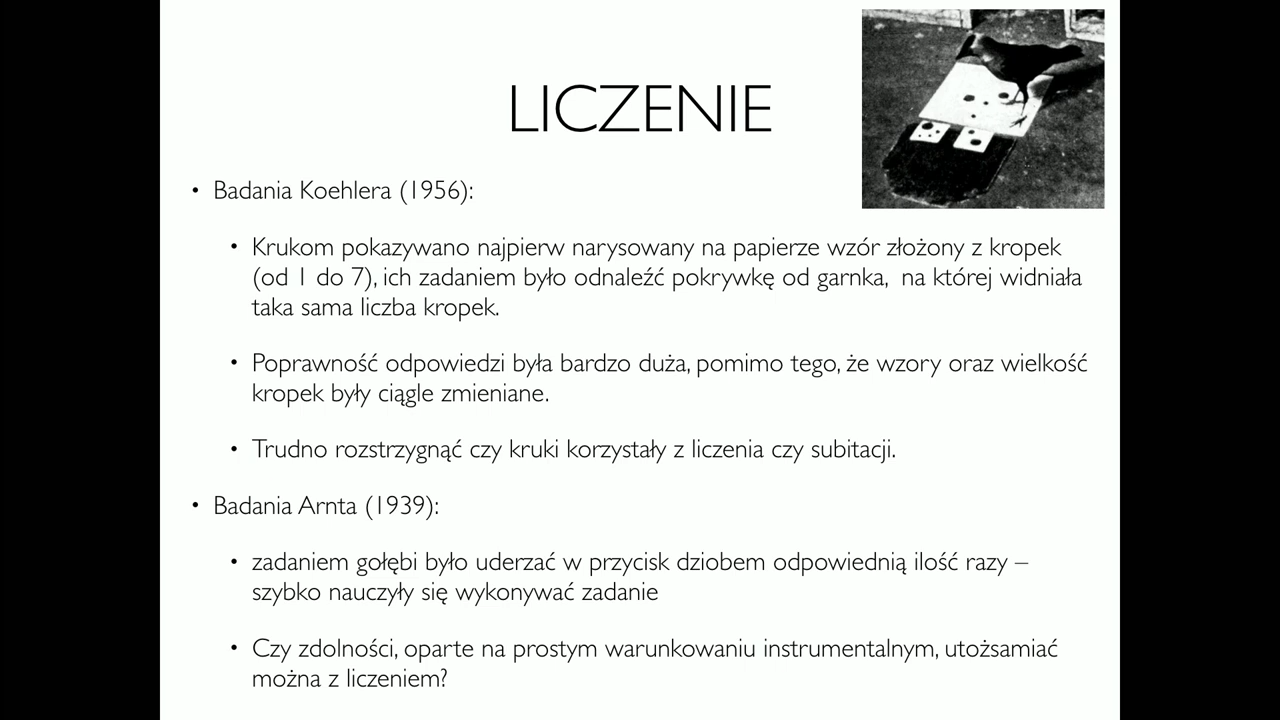 LICZENIE
• Badania Koehlera (1956):
• Krukom pokazywano najpierw narysowany na papierze wzór złożony z kropek
(od 1 do 7), ich zadaniem było odnaleźć pokrywkę od garnka, na której widniała
taka sama liczba kropek.
• Poprawność odpowiedzi była bardzo duża, pomimo tego, że wzory oraz wielkość
kropek były ciągle zmieniane.
• Trudno rozstrzygnąć czy kruki korzystały z liczenia czy subitacji.
• Badania Arnta (1939):
• zadaniem gołębi było uderzać w przycisk dziobem odpowiednią ilość razy –
szybko nauczyły się wykonywać zadanie
• Czy zdolności, oparte na prostym warunkowaniu instrumentalnym, utożsamiać
można z liczeniem?